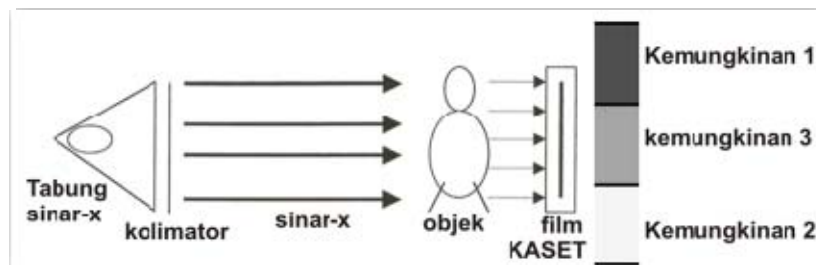 Tabung
sinar-x
kolimator
sinar-x
objek
film
KASET
Kemungkinan 1
kemungkinan 3
Kemungkinan 2